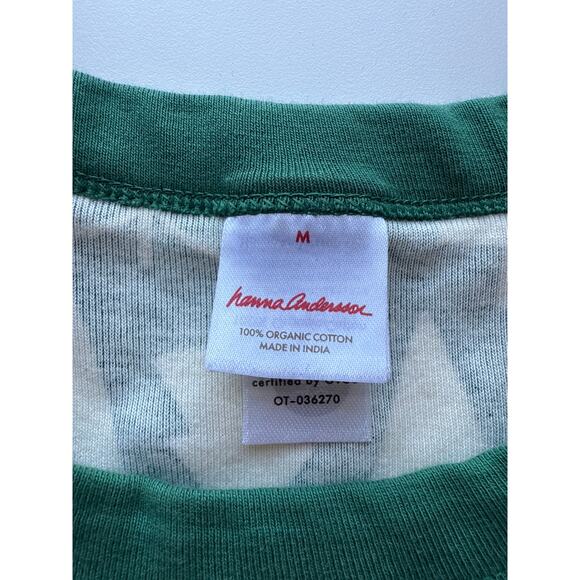 M
hanna andersson
100% ORGANIC COTTON
MADE IN INDIA
certified by
OT-036270